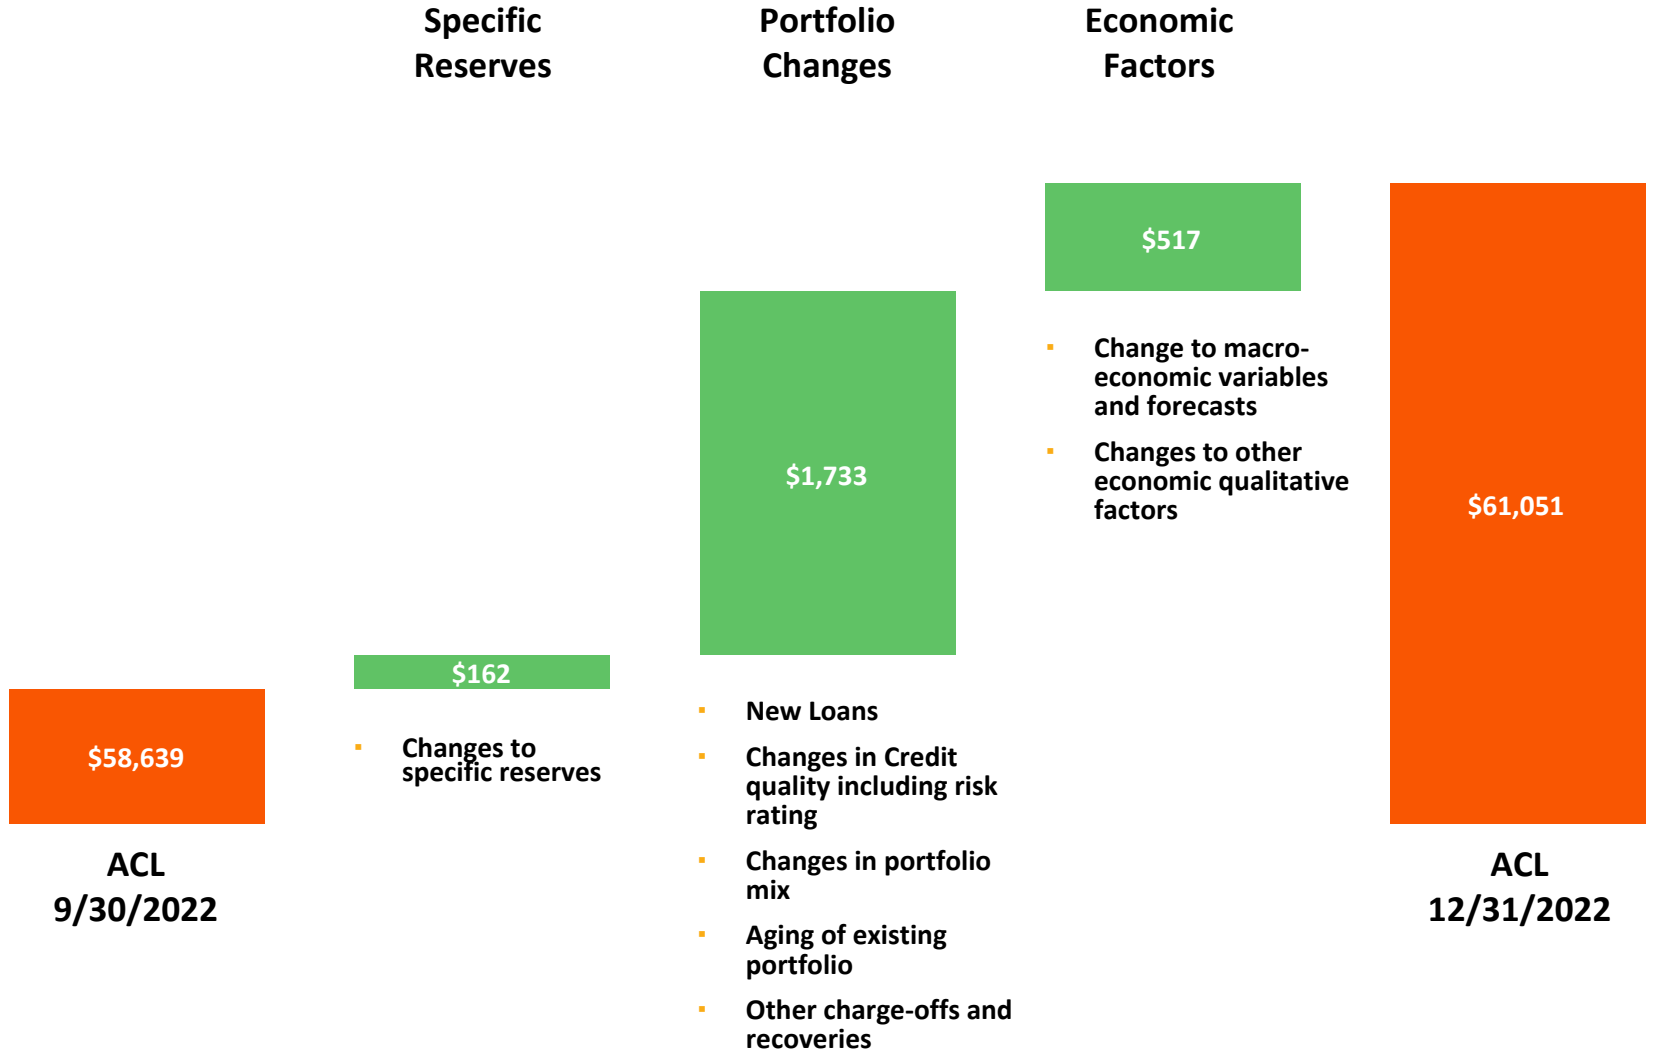 Specific
Reserves
Portfolio
Changes
Economic
Factors
$58,639
ACL
9/30/2022
$162
▪ Changes to
specific reserves
$1,733
▪ New Loans
▪ Changes in Credit
quality including risk
rating
▪ Changes in portfolio
mix
▪ Aging of existing
portfolio
▪ Other charge-offs and
recoveries
$517
▪ Change to macro-
economic variables
and forecasts
▪ Changes to other
economic qualitative
factors
$61,051
ACL
12/31/2022